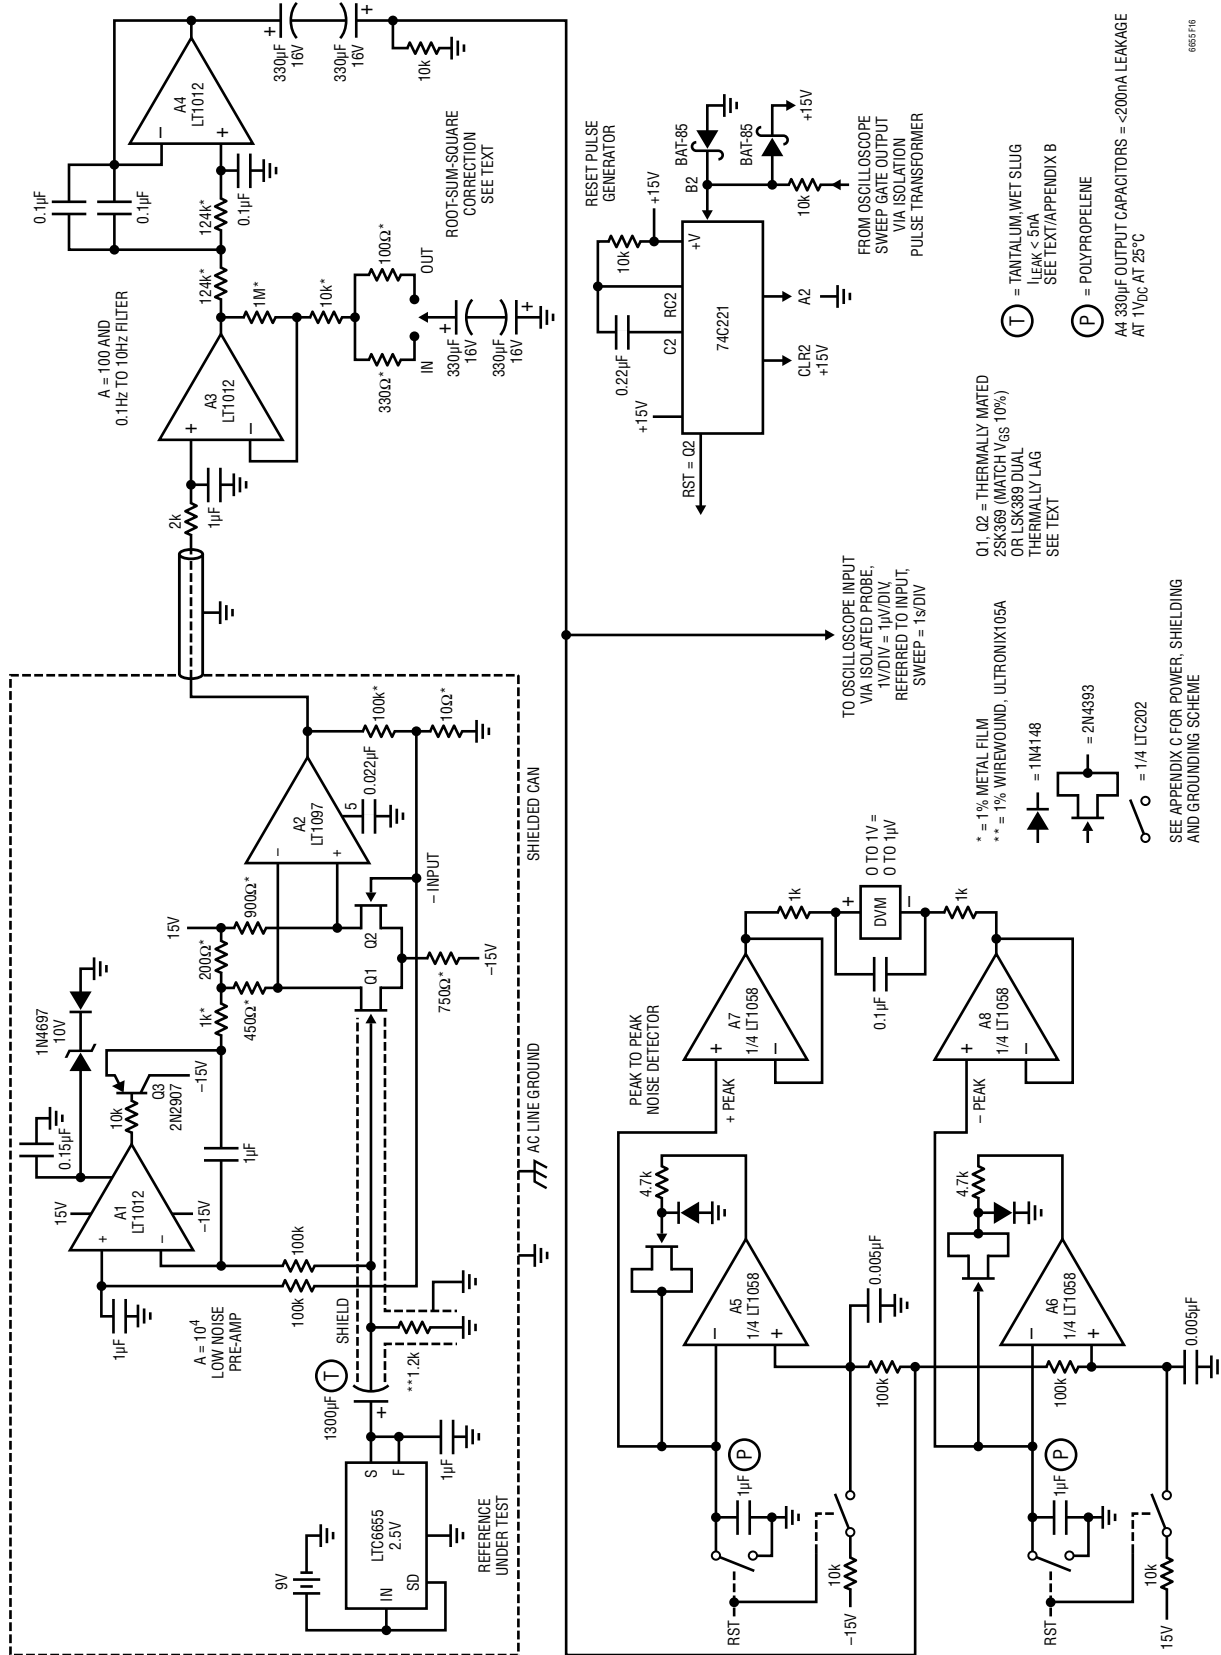 9V
IN
SD
LTC6655
2.5V
S
F
REFERENCE
UNDER TEST
1µF
1300µF
+
T
SHIELD
**1.2k
A = 10⁴
LOW NOISE
PRE-AMP
1µF
15V
+
–
A1
LT1012
–15V
0.15µF
1N4697
10V
10k
Q3
2N2907
–15V
1µF
100k
100k
1k*
200Ω*
15V
450Ω*
900Ω*
Q1
Q2
750Ω*
–15V
– INPUT
–
+
A2
LT1097
5
0.022µF
100k*
10Ω*
SHIELDED CAN
AC LINE GROUND
2k
1µF
A = 100 AND
0.1Hz TO 10Hz FILTER
+
–
A3
LT1012
1M*
10k*
330Ω*
100Ω*
IN
OUT
+
330µF
16V
330µF
16V
+
ROOT-SUM-SQUARE
CORRECTION
SEE TEXT
124k*
124k*
0.1µF
0.1µF
0.1µF
–
+
A4
LT1012
+
330µF
16V
330µF
16V
+
10k
TO OSCILLOSCOPE INPUT
VIA ISOLATED PROBE,
1V/DIV = 1µV/DIV,
REFERRED TO INPUT,
SWEEP = 1s/DIV
RESET PULSE
GENERATOR
+15V
0.22µF
10k
+15V
C2
RC2
+V
74C221
RST = Q2
CLR2
+15V
A2
B2
BAT-85
BAT-85
+15V
10k
FROM OSCILLOSCOPE
SWEEP GATE OUTPUT
VIA ISOLATION
PULSE TRANSFORMER
PEAK TO PEAK
NOISE DETECTOR
RST
1µF
P
–15V
10k
–
+
A5
1/4 LT1058
4.7k
100k
0.005µF
+ PEAK
+
–
A7
1/4 LT1058
1k
+
DVM
–
0.1µF
0 TO 1V =
0 TO 1µV
1k
RST
1µF
P
15V
10k
–
+
A6
1/4 LT1058
4.7k
100k
0.005µF
– PEAK
+
–
A8
1/4 LT1058
* = 1% METAL FILM
** = 1% WIREWOUND, ULTRONIX105A
= 1N4148
= 2N4393
= 1/4 LTC202
SEE APPENDIX C FOR POWER, SHIELDING
AND GROUNDING SCHEME
Q1, Q2 = THERMALLY MATED
2SK369 (MATCH VGS 10%)
OR LSK389 DUAL
THERMALLY LAG
SEE TEXT
T = TANTALUM,WET SLUG
ILEAK < 5nA
SEE TEXT/APPENDIX B
P = POLYPROPELENE
A4 330µF OUTPUT CAPACITORS = <200nA LEAKAGE
AT 1VDC AT 25°C
6655 F16